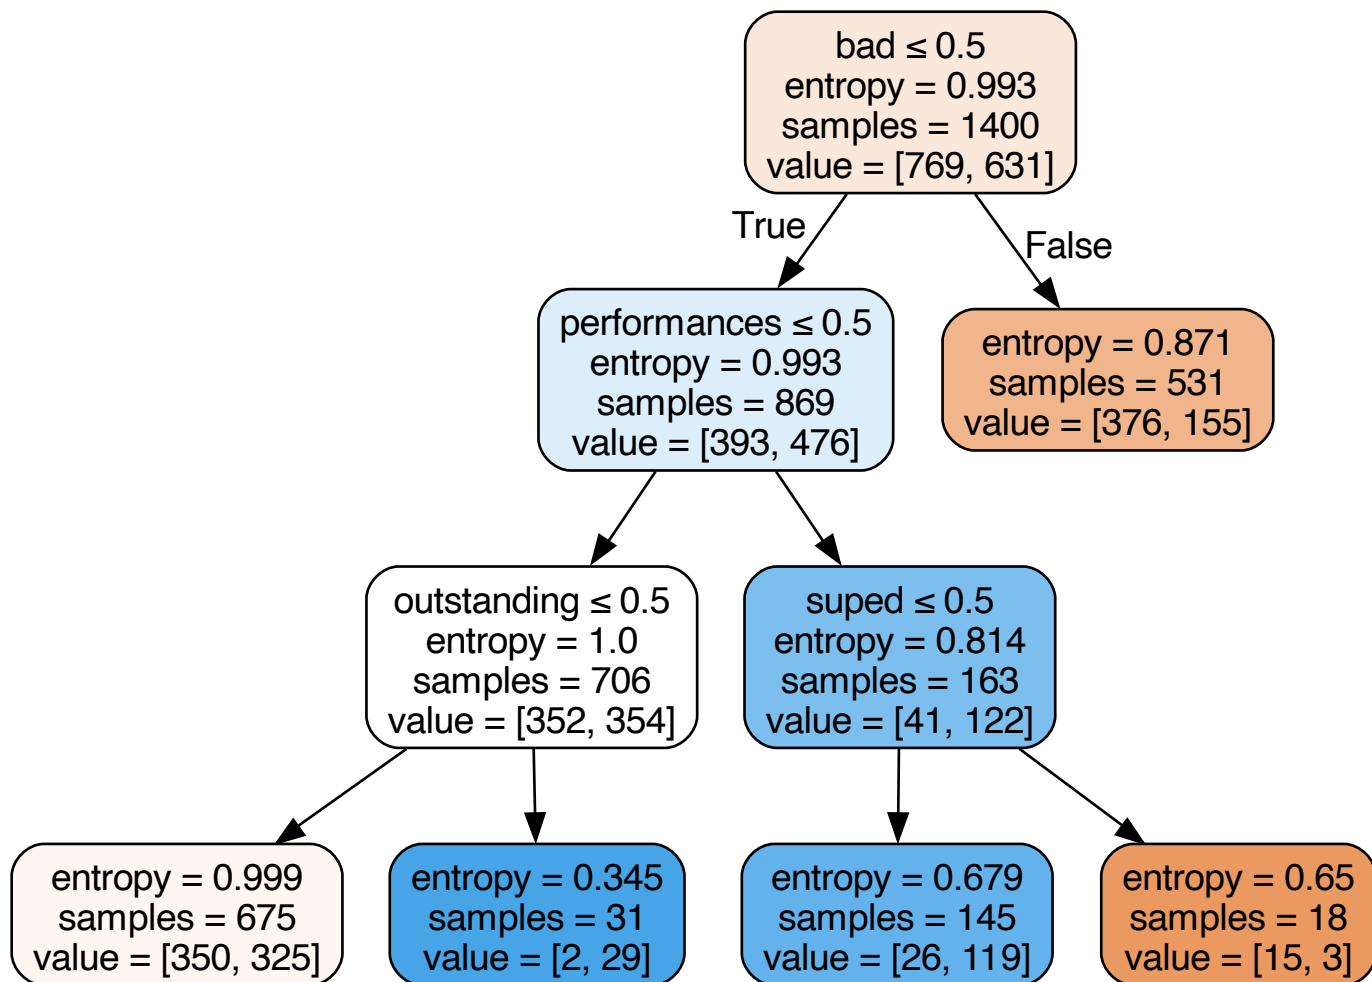 bad ≤ 0.5
entropy = 0.993
samples = 1400
value = [769, 631]
True
False
performances ≤ 0.5
entropy = 0.993
samples = 869
value = [393, 476]
entropy = 0.871
samples = 531
value = [376, 155]
outstanding ≤ 0.5
entropy = 1.0
samples = 706
value = [352, 354]
suped ≤ 0.5
entropy = 0.814
samples = 163
value = [41, 122]
entropy = 0.999
samples = 675
value = [350, 325]
entropy = 0.345
samples = 31
value = [2, 29]
entropy = 0.679
samples = 145
value = [26, 119]
entropy = 0.65
samples = 18
value = [15, 3]